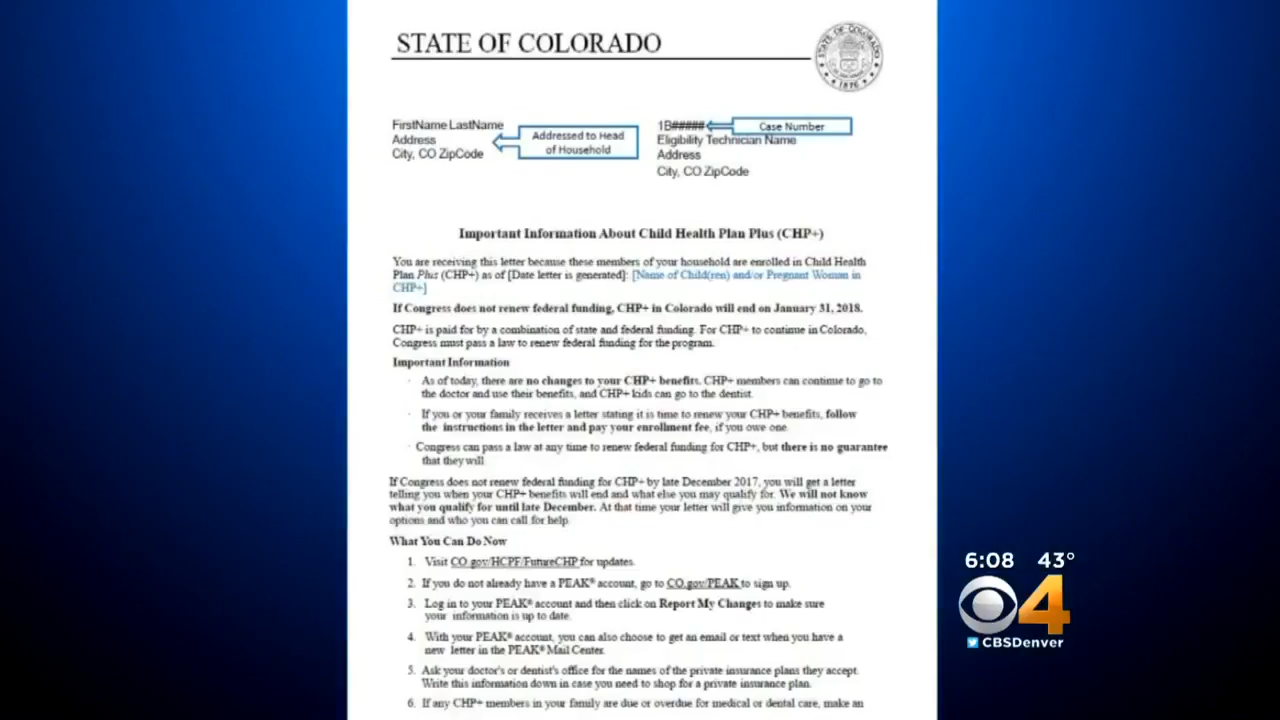 STATE OF COLORADO
STATE OF COLORADO
1876
FirstName LastName
Address
City, CO ZipCode
Addressed to Head
of Household
1B#####
Case Number
Eligibility Technician Name
Address
City, CO ZipCode
Important Information About Child Health Plan Plus (CHP+)
You are receiving this letter because these members of your household are enrolled in Child Health
Plan Plus (CHP+) as of [Date letter is generated]: [Name of Child(ren) and/or Pregnant Woman in
CHP+]
If Congress does not renew federal funding, CHP+ in Colorado will end on January 31, 2018.
CHP+ is paid for by a combination of state and federal funding. For CHP+ to continue in Colorado,
Congress must pass a law to renew federal funding for the program.
Important Information
· As of today, there are no changes to your CHP+ benefits. CHP+ members can continue to go to
the doctor and use their benefits, and CHP+ kids can go to the dentist.
· If you or your family receives a letter stating it is time to renew your CHP+ benefits, follow
the instructions in the letter and pay your enrollment fee, if you owe one.
· Congress can pass a law at any time to renew federal funding for CHP+, but there is no guarantee
that they will.
If Congress does not renew federal funding for CHP+ by late December 2017, you will get a letter
telling you when your CHP+ benefits will end and what else you may qualify for. We will not know
what you qualify for until late December. At that time your letter will give you information on your
options and who you can call for help.
What You Can Do Now
1. Visit CO.gov/HCPF/FutureCHP for updates.
2. If you do not already have a PEAK® account, go to CO.gov/PEAK to sign up.
3. Log in to your PEAK® account and then click on Report My Changes to make sure
your information is up to date.
4. With your PEAK® account, you can also choose to get an email or text when you have a
new letter in the PEAK® Mail Center.
5. Ask your doctor's or dentist's office for the names of the private insurance plans they accept.
Write this information down in case you need to shop for a private insurance plan.
6. If any CHP+ members in your family are due or overdue for medical or dental care, make an
6:08 43°
4
CBSDenver